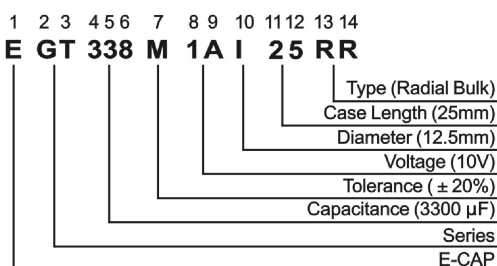 1 2 3 4 5 6 7 8 9 10 11 12 13 14
E GT 338 M 1A I 25 RR
Type (Radial Bulk)
Case Length (25mm)
Diameter (12.5mm)
Voltage (10V)
Tolerance ( ± 20%)
Capacitance (3300 µF)
Series
E-CAP